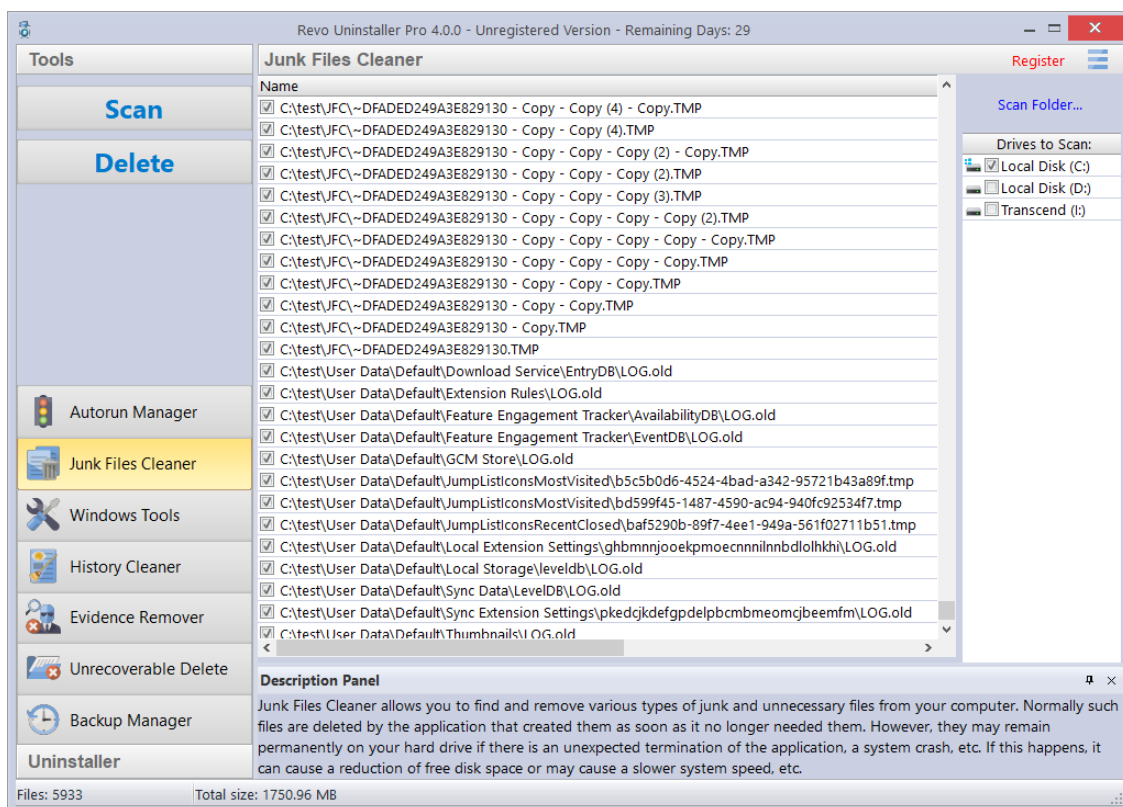 Revo Uninstaller Pro 4.0.0 - Unregistered Version - Remaining Days: 29
Tools
Scan
Delete
Autorun Manager
Junk Files Cleaner
Windows Tools
History Cleaner
Evidence Remover
Unrecoverable Delete
Backup Manager
Uninstaller
Junk Files Cleaner
Register
Name
C:\test\JFC\~DFADED249A3E829130 - Copy - Copy (4) - Copy.TMP
C:\test\JFC\~DFADED249A3E829130 - Copy - Copy (4).TMP
C:\test\JFC\~DFADED249A3E829130 - Copy - Copy - Copy (2) - Copy.TMP
C:\test\JFC\~DFADED249A3E829130 - Copy - Copy - Copy (2).TMP
C:\test\JFC\~DFADED249A3E829130 - Copy - Copy - Copy (3).TMP
C:\test\JFC\~DFADED249A3E829130 - Copy - Copy - Copy - Copy (2).TMP
C:\test\JFC\~DFADED249A3E829130 - Copy - Copy - Copy - Copy - Copy.TMP
C:\test\JFC\~DFADED249A3E829130 - Copy - Copy - Copy - Copy.TMP
C:\test\JFC\~DFADED249A3E829130 - Copy - Copy - Copy.TMP
C:\test\JFC\~DFADED249A3E829130 - Copy - Copy.TMP
C:\test\JFC\~DFADED249A3E829130 - Copy.TMP
C:\test\JFC\~DFADED249A3E829130.TMP
C:\test\User Data\Default\Download Service\EntryDB\LOG.old
C:\test\User Data\Default\Extension Rules\LOG.old
C:\test\User Data\Default\Feature Engagement Tracker\AvailabilityDB\LOG.old
C:\test\User Data\Default\Feature Engagement Tracker\EventDB\LOG.old
C:\test\User Data\Default\GCM Store\LOG.old
C:\test\User Data\Default\JumpListIconsMostVisited\b5c5b0d6-4524-4bad-a342-95721b43a89f.tmp
C:\test\User Data\Default\JumpListIconsMostVisited\bd599f45-1487-4590-ac94-940fc92534f7.tmp
C:\test\User Data\Default\JumpListIconsRecentClosed\baf5290b-89f7-4ee1-949a-561f02711b51.tmp
C:\test\User Data\Default\Local Extension Settings\ghbmnnjooekpmoecnnnilnnbdlolhkhi\LOG.old
C:\test\User Data\Default\Local Storage\leveldb\LOG.old
C:\test\User Data\Default\Sync Data\LevelDB\LOG.old
C:\test\User Data\Default\Sync Extension Settings\pkedcjkdefgpdelpbcmbmeomcjbeemfm\LOG.old
C:\test\User Data\Default\Thumbnails\LOG.old
Scan Folder...
Drives to Scan:
Local Disk (C:)
Local Disk (D:)
Transcend (I:)
Description Panel
Junk Files Cleaner allows you to find and remove various types of junk and unnecessary files from your computer. Normally such
files are deleted by the application that created them as soon as it no longer needed them. However, they may remain
permanently on your hard drive if there is an unexpected termination of the application, a system crash, etc. If this happens, it
can cause a reduction of free disk space or may cause a slower system speed, etc.
Files: 5933
Total size: 1750.96 MB